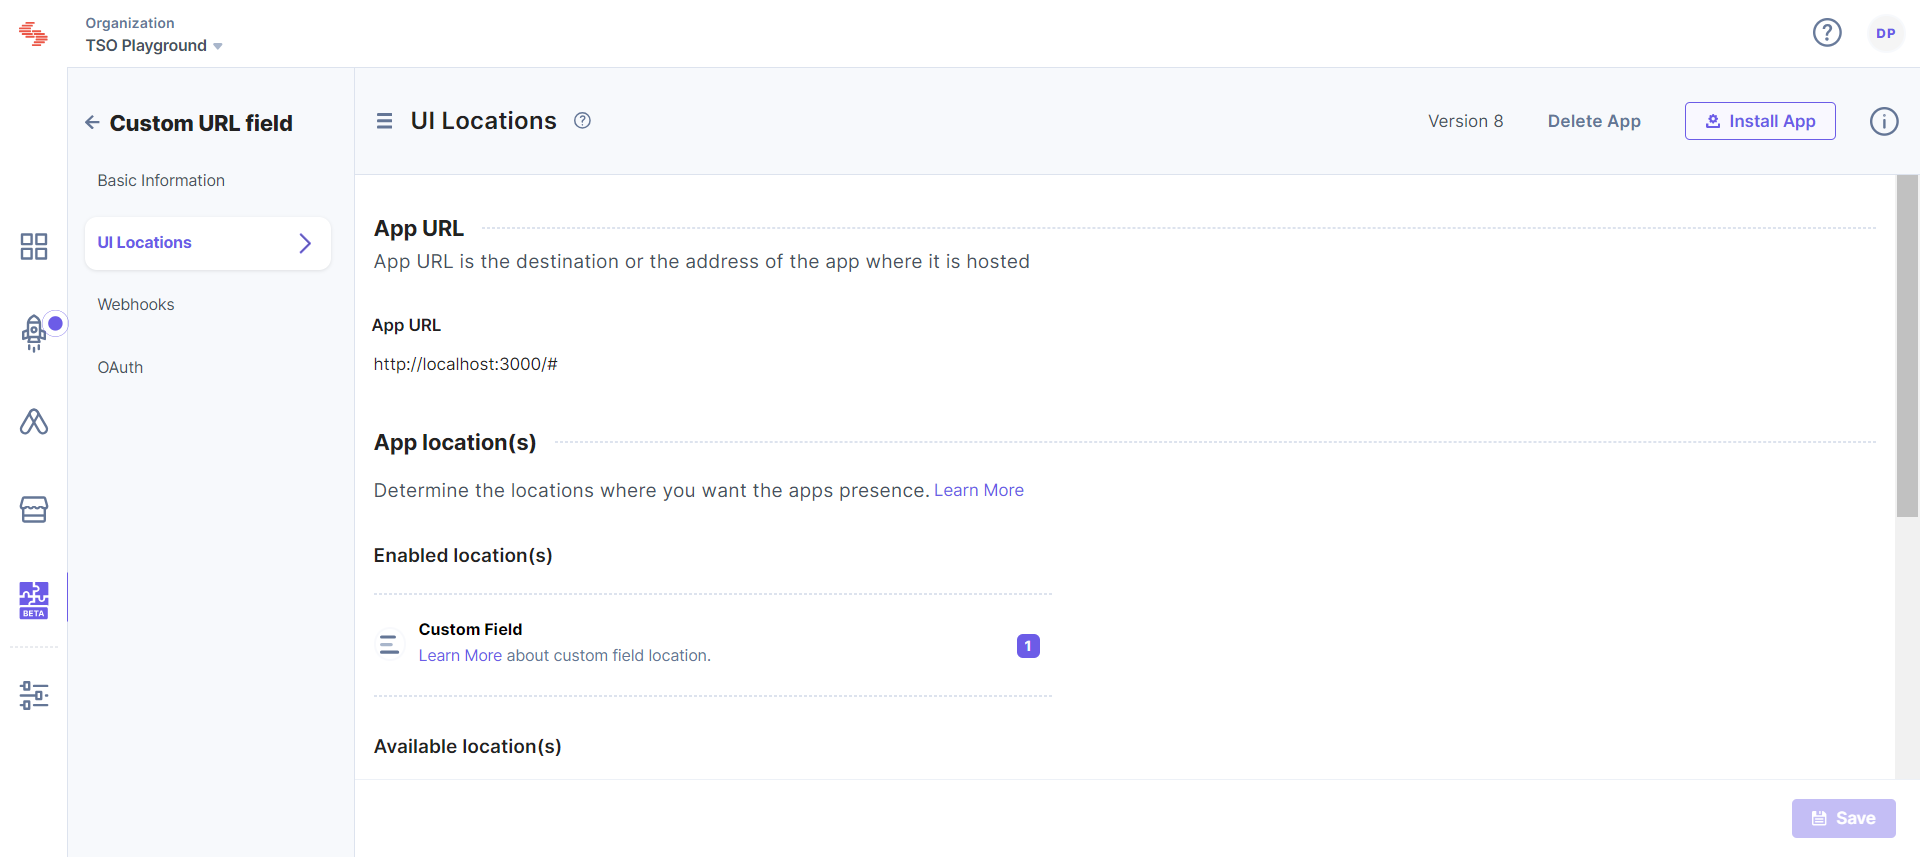 Organization
TSO Playground
DP
Custom URL field
Basic Information
UI Locations
Webhooks
OAuth
BETA
UI Locations
Version 8
Delete App
Install App
App URL
App URL is the destination or the address of the app where it is hosted
App URL
http://localhost:3000/#
App location(s)
Determine the locations where you want the apps presence. Learn More
Enabled location(s)
Custom Field
Learn More about custom field location.
1
Available location(s)
Save